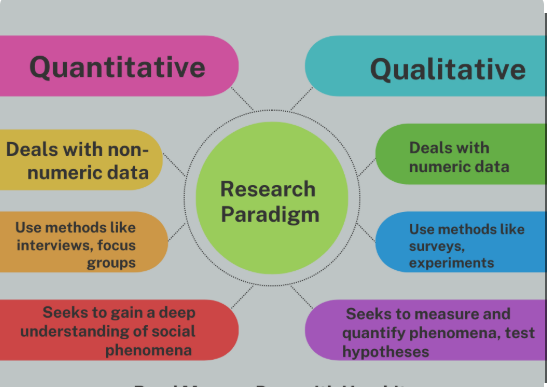 Quantitative
Qualitative
Deals with non-
numeric data
Deals with
numeric data
Research
Paradigm
Use methods like
interviews, focus
groups
Use methods like
surveys,
experiments
Seeks to gain a deep
understanding of social
phenomena
Seeks to measure and
quantify phenomena, test
hypotheses